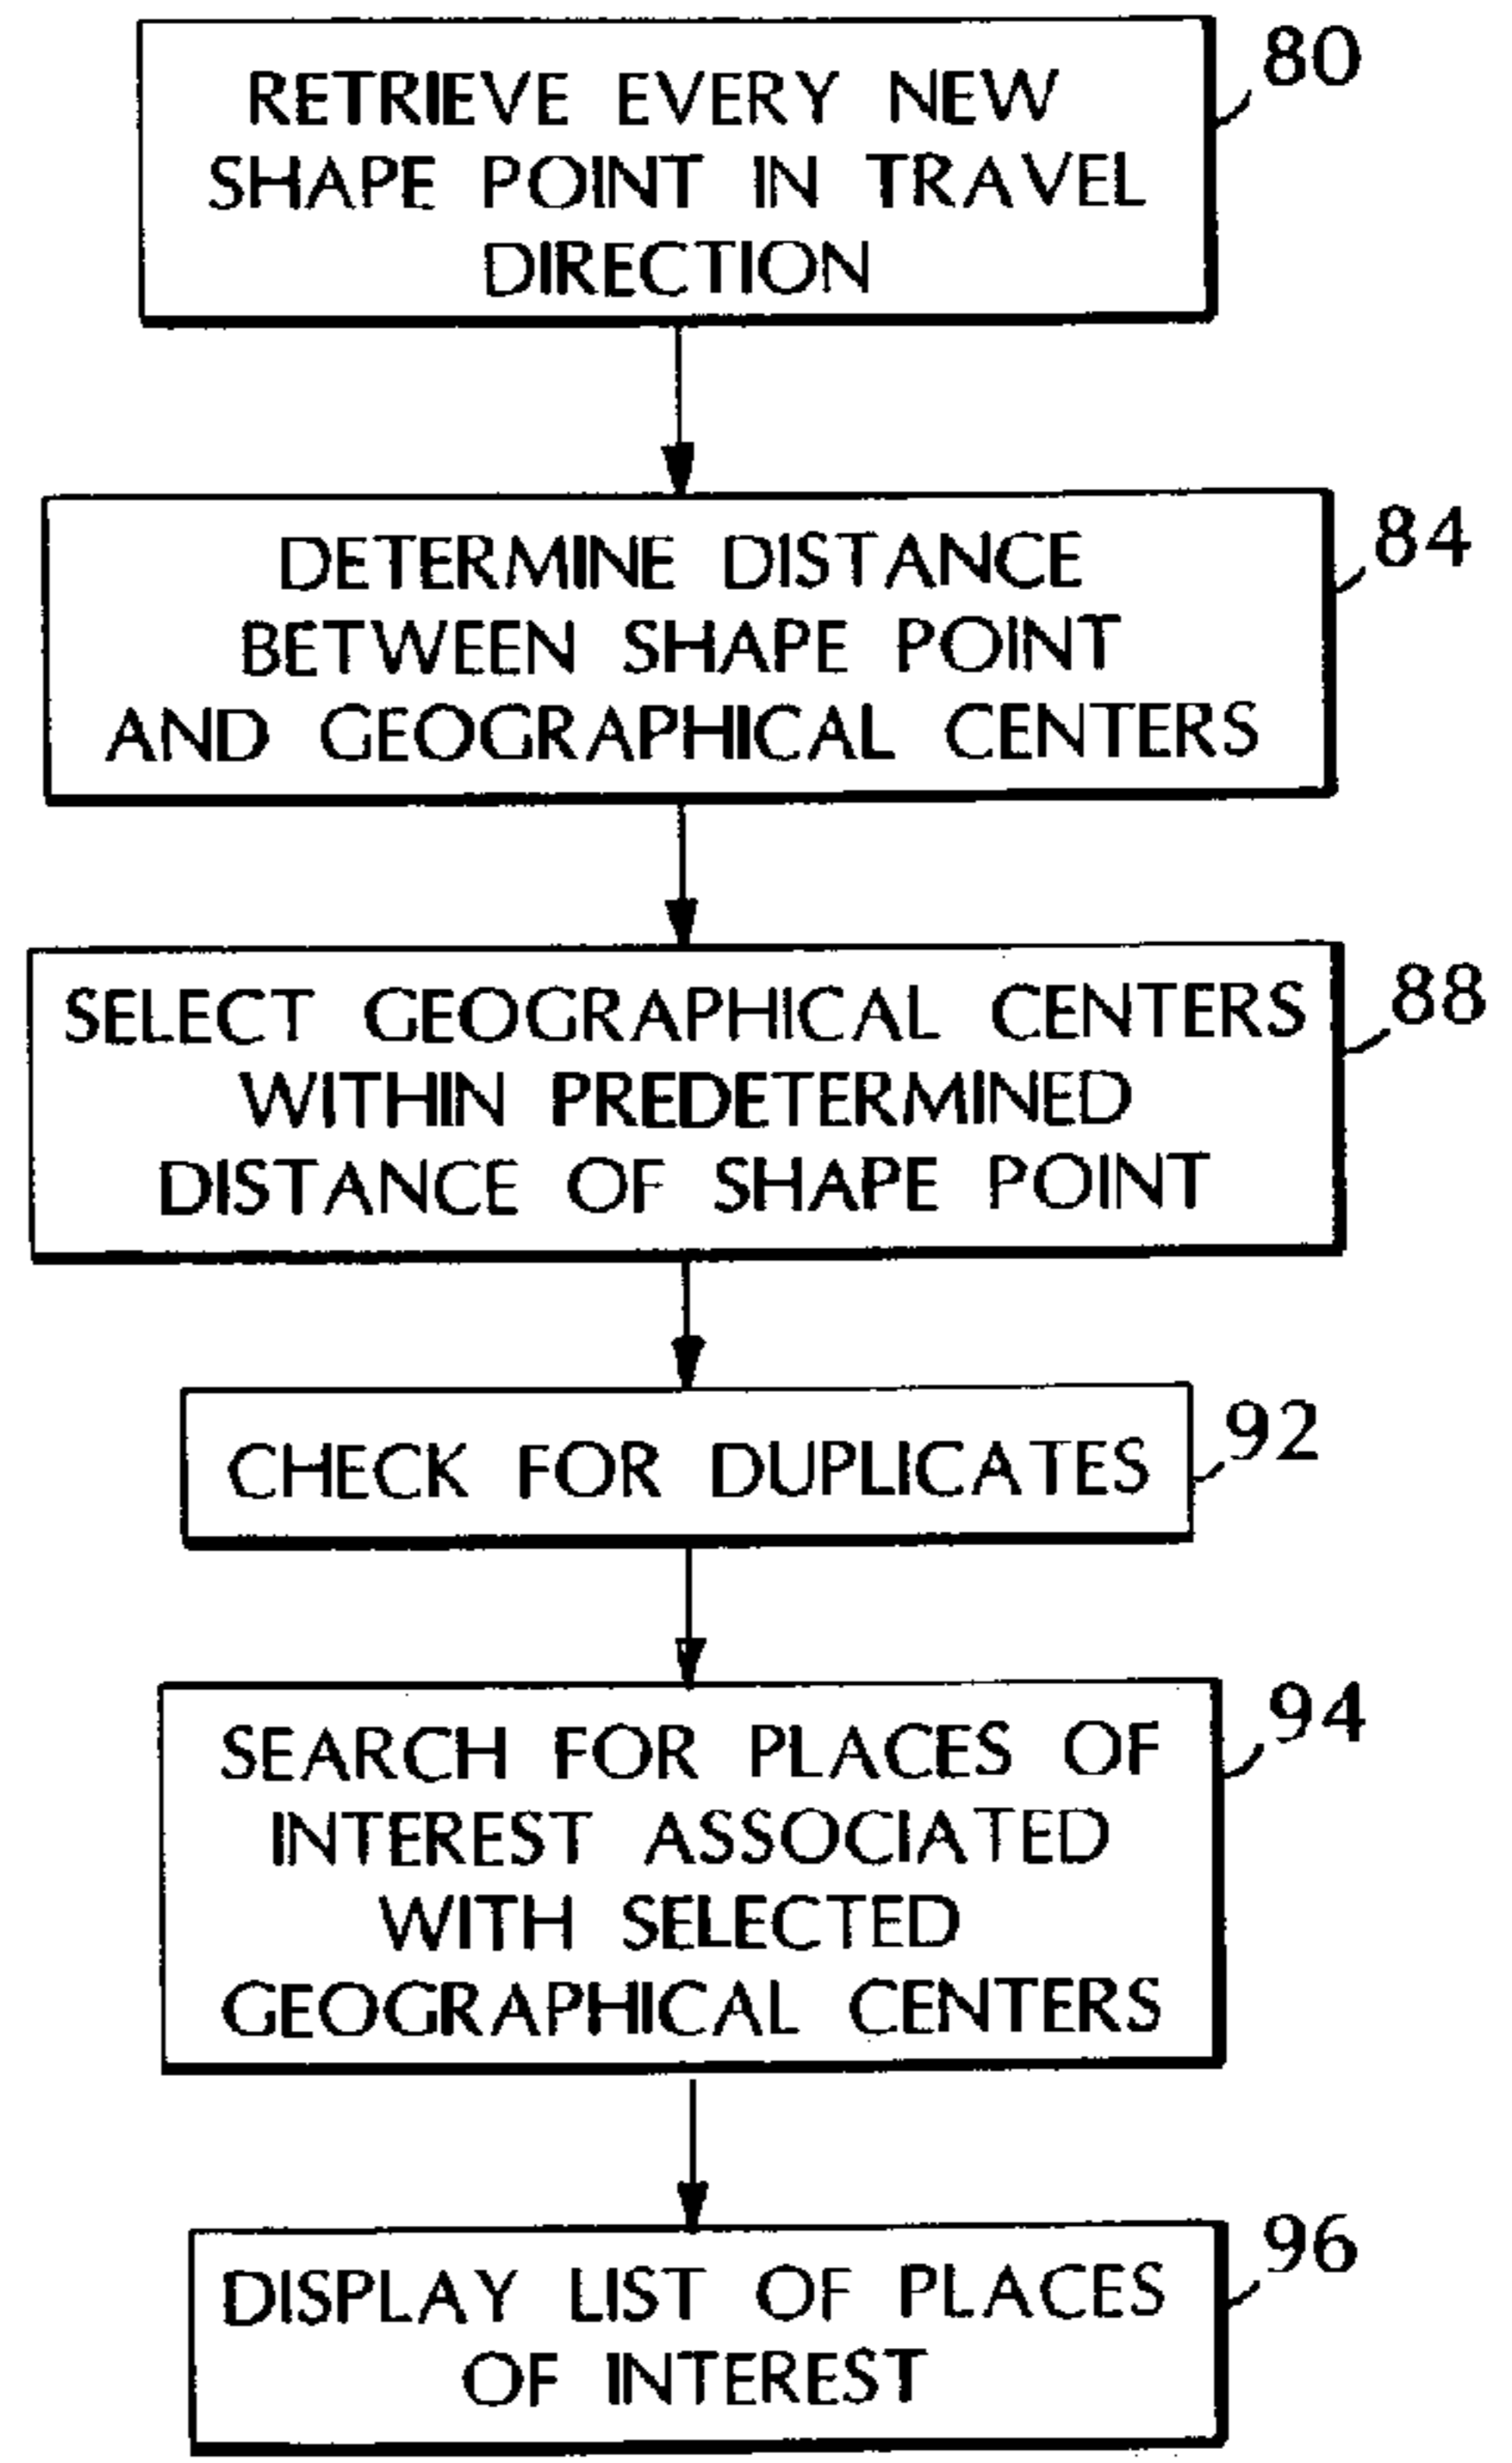 80
RETRIEVE EVERY NEW
SHAPE POINT IN TRAVEL
DIRECTION
84
DETERMINE DISTANCE
BETWEEN SHAPE POINT
AND GEOGRAPHICAL CENTERS
88
SELECT GEOGRAPHICAL CENTERS
WITHIN PREDETERMINED
DISTANCE OF SHAPE POINT
92
CHECK FOR DUPLICATES
94
SEARCH FOR PLACES OF
INTEREST ASSOCIATED
WITH SELECTED
GEOGRAPHICAL CENTERS
96
DISPLAY LIST OF PLACES
OF INTEREST